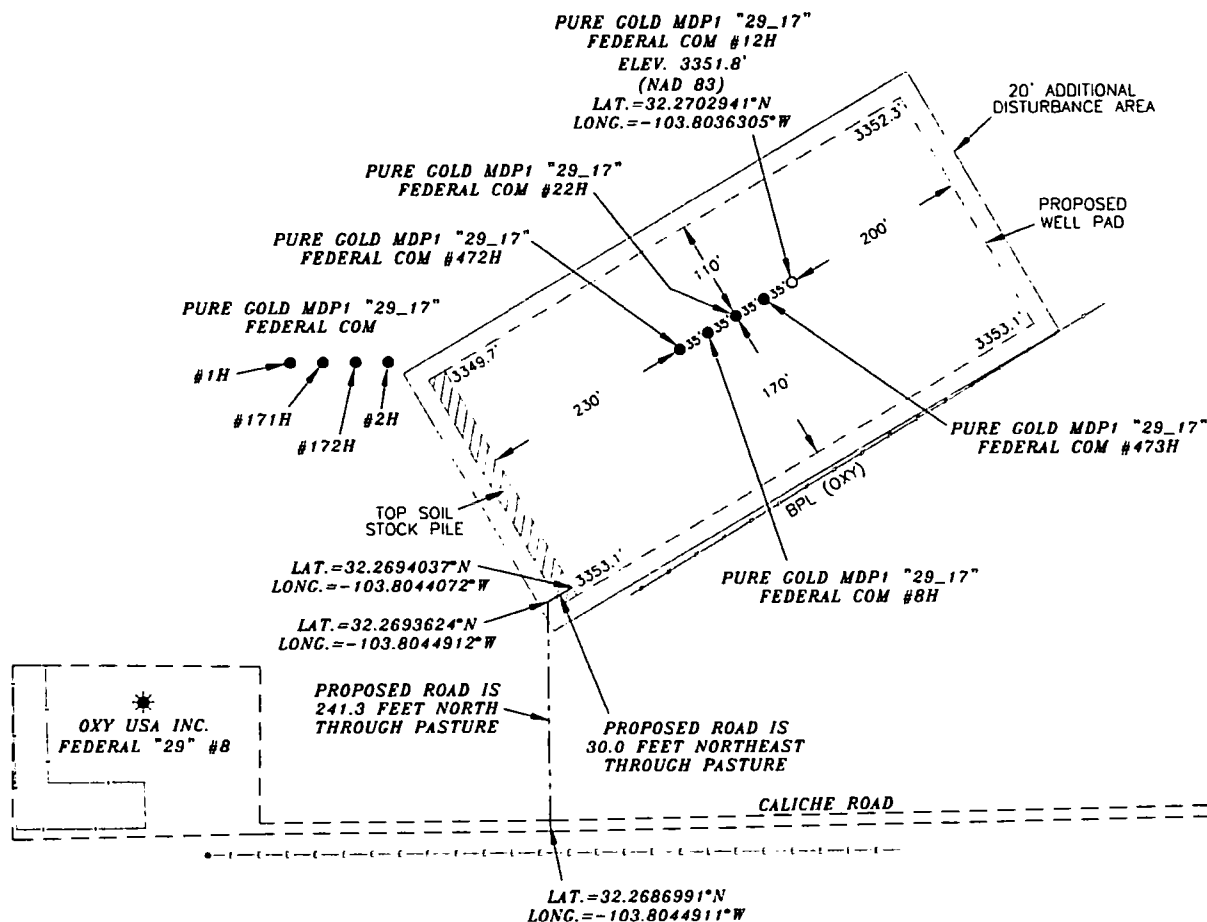 PURE GOLD MDP1 "29_17"
FEDERAL COM #12H
ELEV. 3351.8'
(NAD 83)
LAT.=32.2702941°N
LONG.=-103.8036305°W
20' ADDITIONAL
DISTURBANCE AREA
3352.3'
PURE GOLD MDP1 "29_17"
FEDERAL COM #22H
PROPOSED
WELL PAD
200'
PURE GOLD MDP1 "29_17"
FEDERAL COM #472H
110'
35'
35'
35'
35'
PURE GOLD MDP1 "29_17"
FEDERAL COM
#1H
#171H
#172H
#2H
3349.7'
3353.1'
230'
170'
PURE GOLD MDP1 "29_17"
FEDERAL COM #473H
BPL (OXY)
TOP SOIL
STOCK PILE
LAT.=32.2694037°N
LONG.=-103.8044072°W
3353.1'
PURE GOLD MDP1 "29_17"
FEDERAL COM #8H
LAT.=32.2693624°N
LONG.=-103.8044912°W
PROPOSED ROAD IS
241.3 FEET NORTH
THROUGH PASTURE
PROPOSED ROAD IS
30.0 FEET NORTHEAST
THROUGH PASTURE
OXY USA INC.
FEDERAL "29" #8
CALICHE ROAD
LAT.=32.2686991°N
LONG.=-103.8044911°W